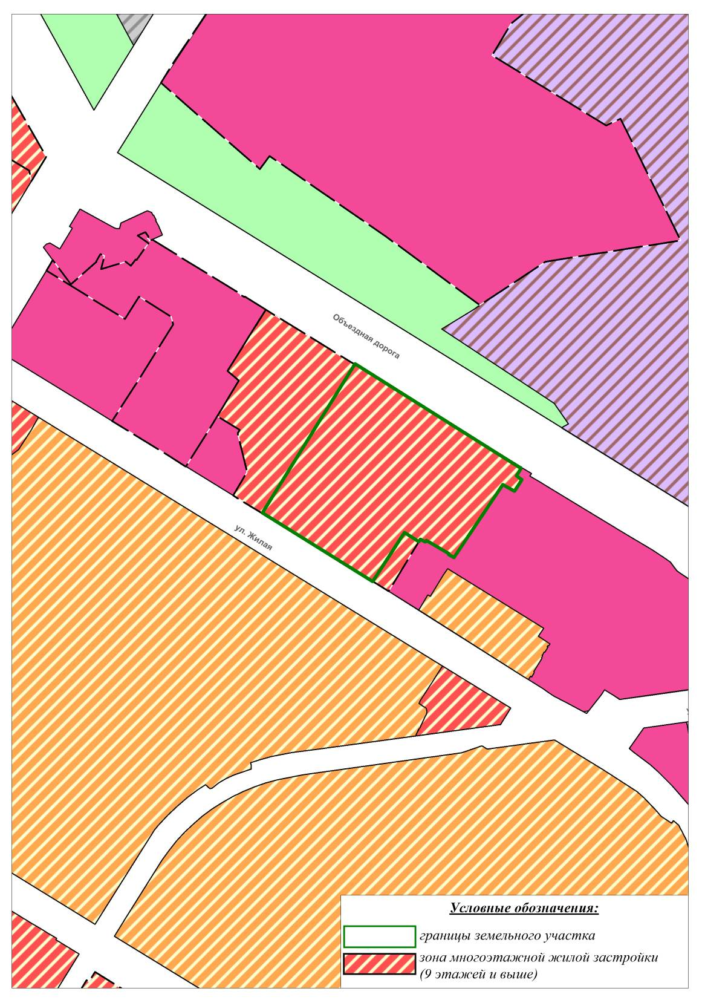 Объездная дорога
ул. Жилая
Условные обозначения:
границы земельного участка
зона многоэтажной жилой застройки
(9 этажей и выше)